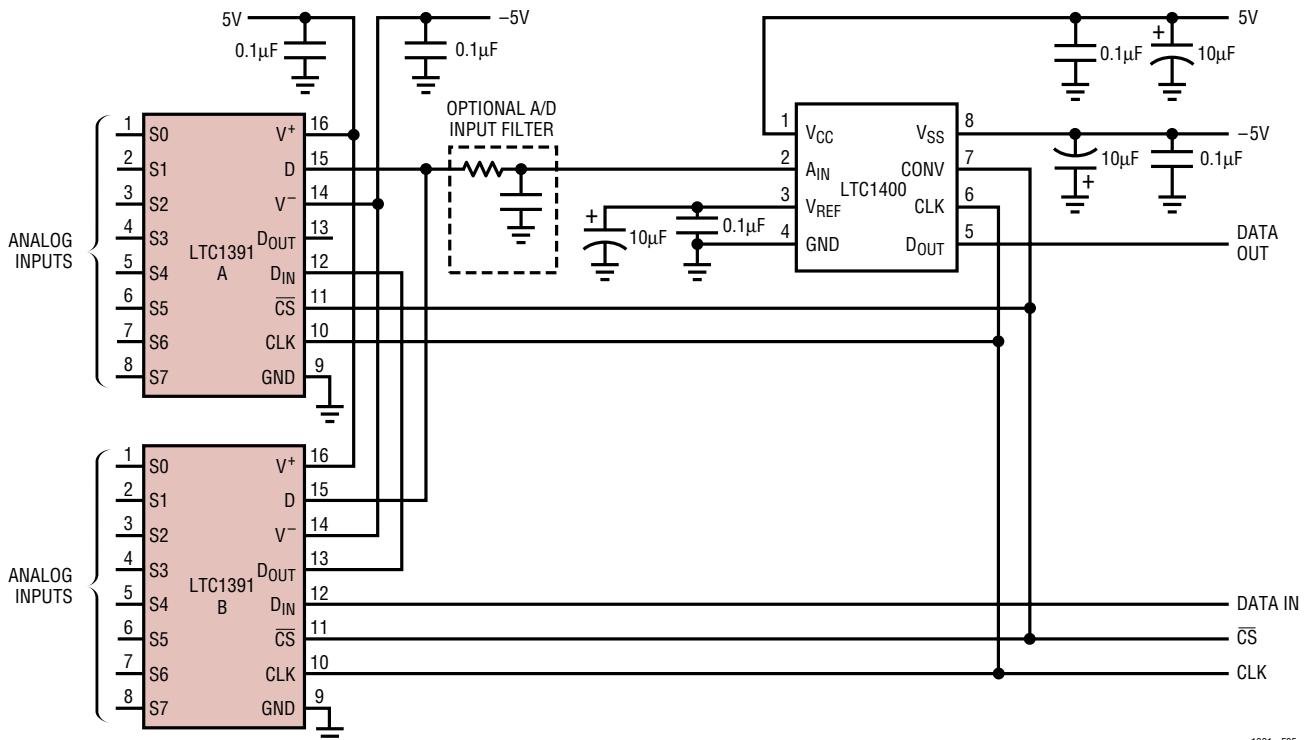 5V
0.1µF
–5V
0.1µF
5V
0.1µF
+
10µF
OPTIONAL A/D
INPUT FILTER
ANALOG
INPUTS
1 S0
2 S1
3 S2
4 S3
5 S4
6 S5
7 S6
8 S7
LTC1391
A
V+ 16
D 15
V– 14
DOUT 13
DIN 12
CS 11
CLK 10
GND 9
1 VCC
2 AIN
3 VREF
4 GND
LTC1400
VSS 8
CONV 7
CLK 6
DOUT 5
+
10µF
0.1µF
–5V
10µF
+
0.1µF
DATA
OUT
ANALOG
INPUTS
1 S0
2 S1
3 S2
4 S3
5 S4
6 S5
7 S6
8 S7
LTC1391
B
V+ 16
D 15
V– 14
DOUT 13
DIN 12
CS 11
CLK 10
GND 9
DATA IN
CS
CLK